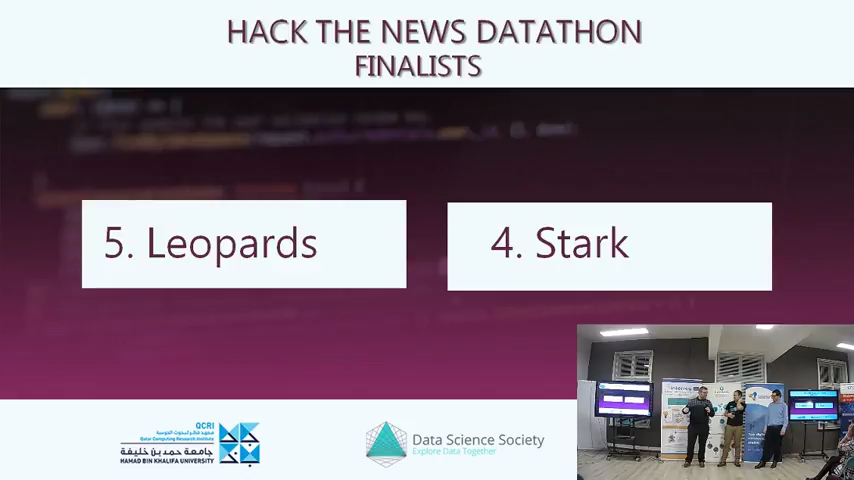 HACK THE NEWS DATATHON
FINALISTS
5. Leopards
4. Stark
QCRI
معهد قطر لبحوث الحوسبة
Qatar Computing Research Institute
جامعة حمد بن خليفة
HAMAD BIN KHALIFA UNIVERSITY
Data Science Society
Explore Data Together